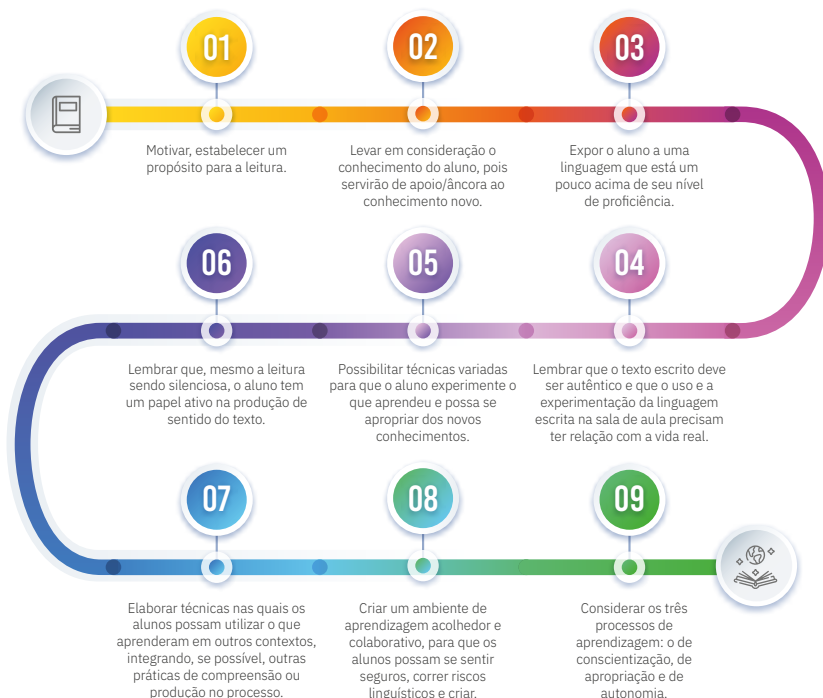 01
Motivar, estabelecer um
propósito para a leitura.
02
Levar em consideração o
conhecimento do aluno, pois
servirão de apoio/âncora ao
conhecimento novo.
03
Expor o aluno a uma
linguagem que está um
pouco acima de seu nível
de proficiência.
04
Lembrar que o texto escrito deve
ser autêntico e que o uso e a
experimentação da linguagem
escrita na sala de aula precisam
ter relação com a vida real.
05
Possibilitar técnicas variadas
para que o aluno experimente o
que aprendeu e possa se
apropriar dos novos
conhecimentos.
06
Lembrar que, mesmo a leitura
sendo silenciosa, o aluno tem
um papel ativo na produção de
sentido do texto.
07
Elaborar técnicas nas quais os
alunos possam utilizar o que
aprenderam em outros contextos,
integrando, se possível, outras
práticas de compreensão ou
produção no processo.
08
Criar um ambiente de
aprendizagem acolhedor e
colaborativo, para que os
alunos possam se sentir
seguros, correr riscos
linguísticos e criar.
09
Considerar os três
processos de
aprendizagem: o de
conscientização, de
apropriação e de
autonomia.